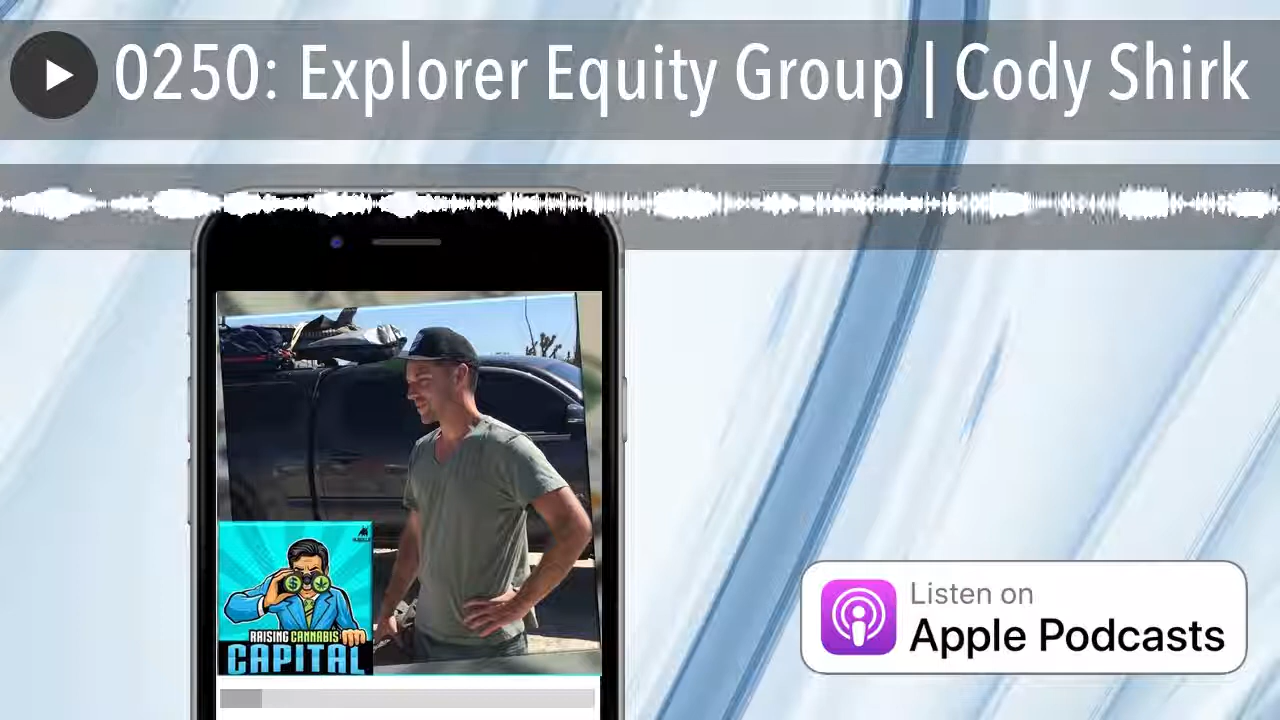 0250: Explorer Equity Group | Cody Shirk
RAISING CANNABIS
CAPITAL
Listen on
Apple Podcasts